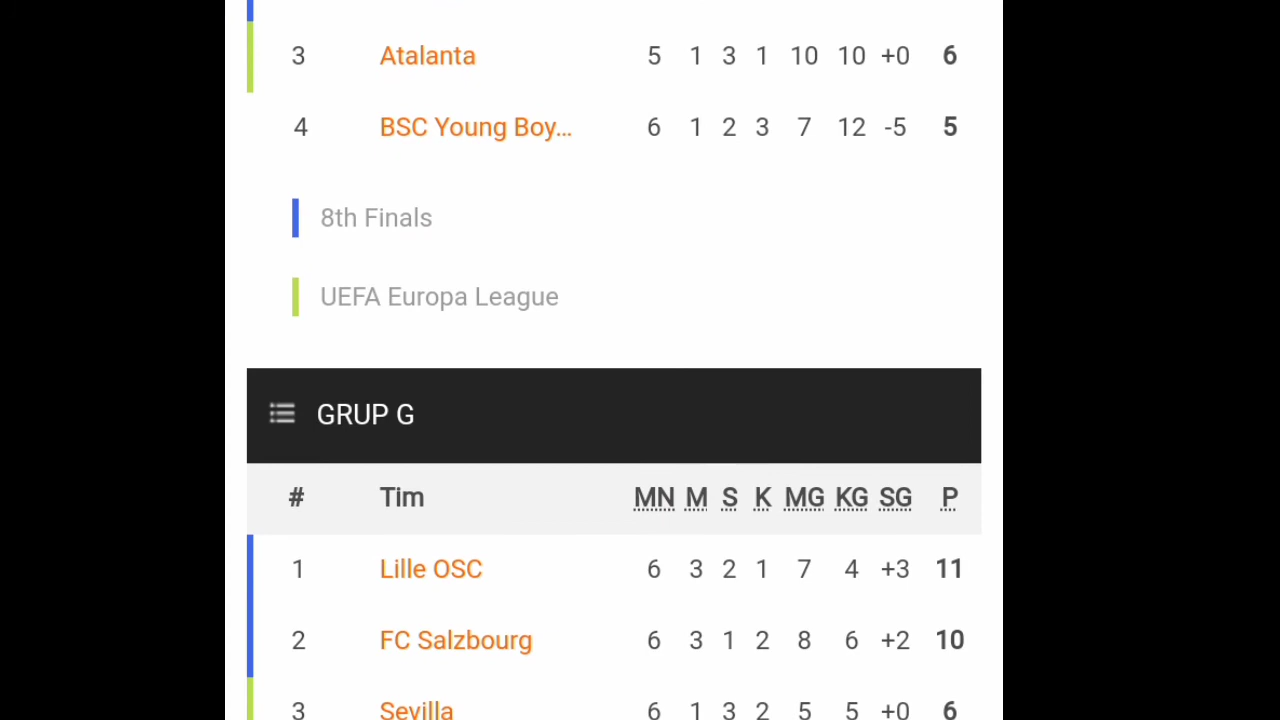 3 Atalanta 5 1 3 1 10 10 +0 6
4 BSC Young Boy... 6 1 2 3 7 12 -5 5
8th Finals
UEFA Europa League
GRUP G
# Tim MN M S K MG KG SG P
1 Lille OSC 6 3 2 1 7 4 +3 11
2 FC Salzbourg 6 3 1 2 8 6 +2 10
3 Sevilla 6 1 3 2 5 5 +0 6